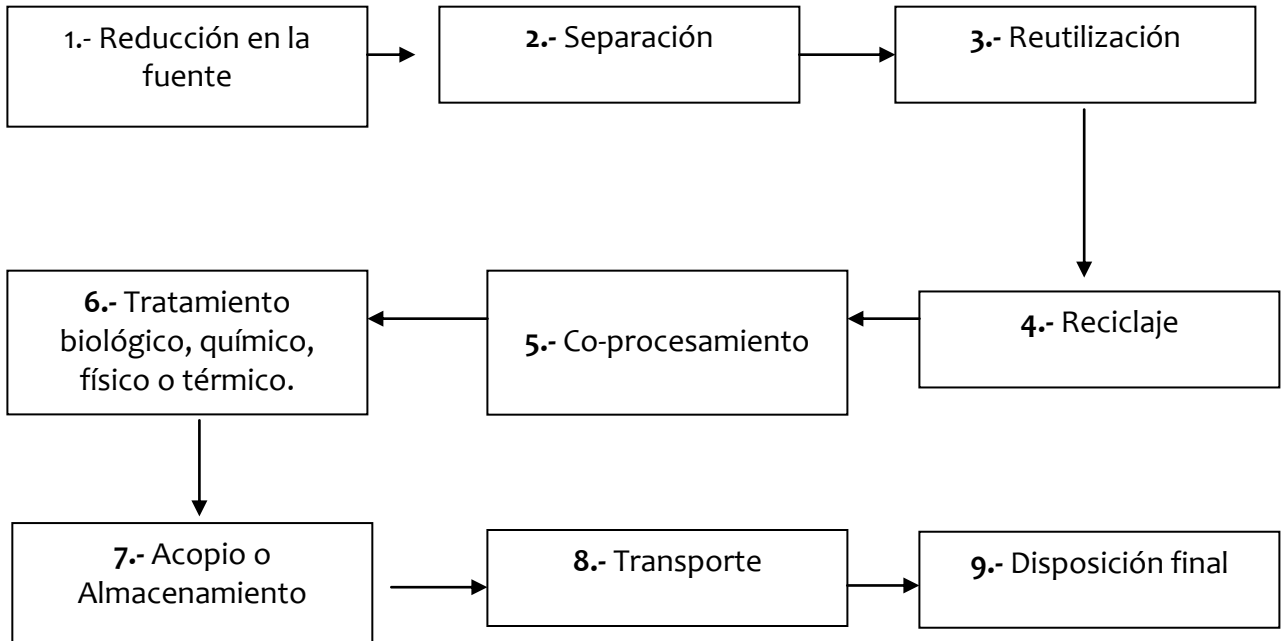 1.- Reducción en la
fuente
2.- Separación
3.- Reutilización
4.- Reciclaje
5.- Co-procesamiento
6.- Tratamiento
biológico, químico,
físico o térmico.
7.- Acopio o
Almacenamiento
8.- Transporte
9.- Disposición final